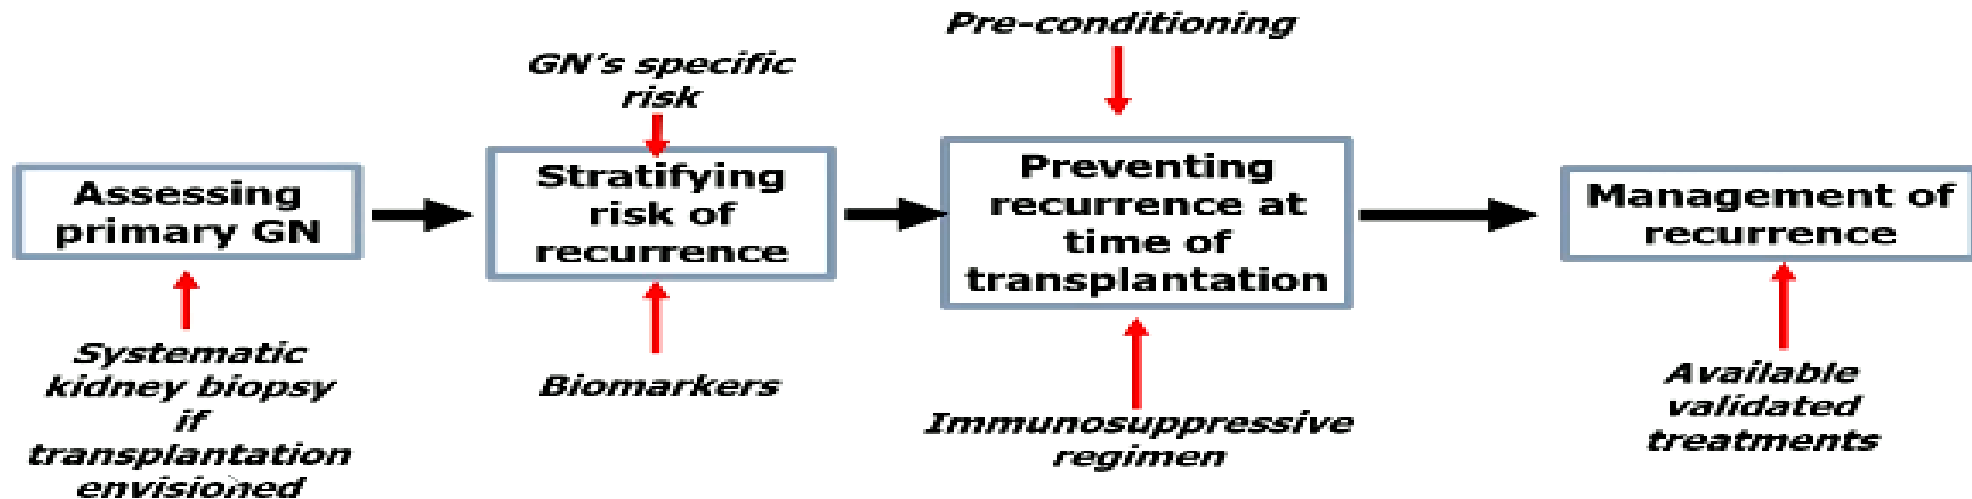 Pre-conditioning
GN's specific
risk
Assessing
primary GN
Stratifying
risk of
recurrence
Preventing
recurrence at
time of
transplantation
Management of
recurrence
Systematic
kidney biopsy
if
transplantation
envisioned
Biomarkers
Immunosuppressive
regimen
Available
validated
treatments